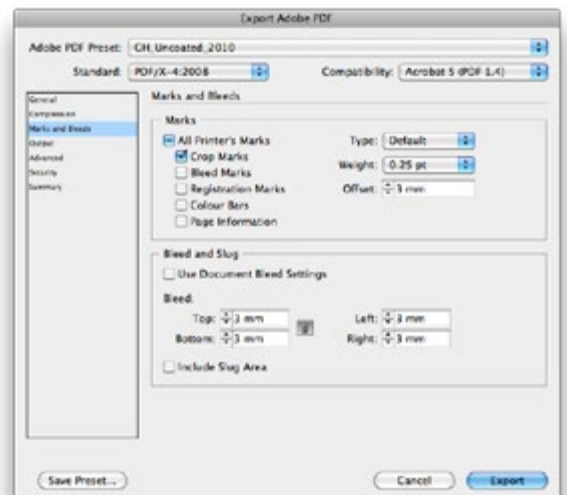 Export Adobe PDF
Adobe PDF Preset: CH_Uncoated_2010
Standard: PDF/X-4:2008 Compatibility: Acrobat 5 (PDF 1.4)
General
Compression
Marks and Bleeds
Output
Advanced
Security
Summary
Marks and Bleeds
Marks
All Printer's Marks
Crop Marks
Bleed Marks
Registration Marks
Colour Bars
Page Information
Type: Default
Weight: 0.25 pt
Offset: 3 mm
Bleed and Slug
Use Document Bleed Settings
Bleed:
Top: 3 mm Left: 3 mm
Bottom: 3 mm Right: 3 mm
Include Slug Area
Save Preset... Cancel Export